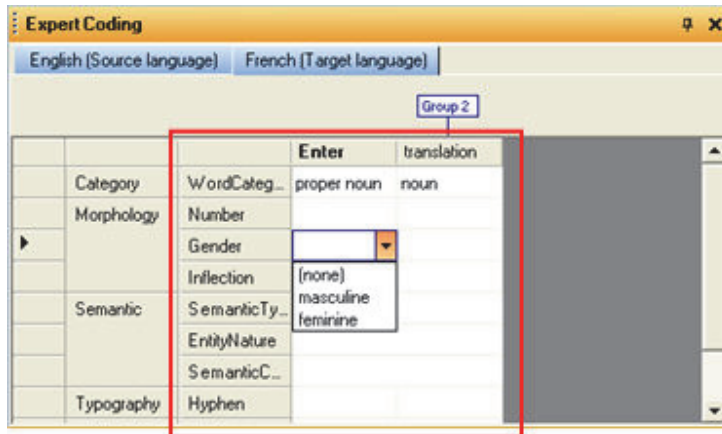 Expert Coding
English (Source language) French (Target language)
Group 2
Enter translation
Category WordCateg... proper noun noun
Morphology Number
Gender
Inflection (none)
masculine
Semantic SemanticTy... feminine
EntityNature
SemanticC...
Typography Hyphen